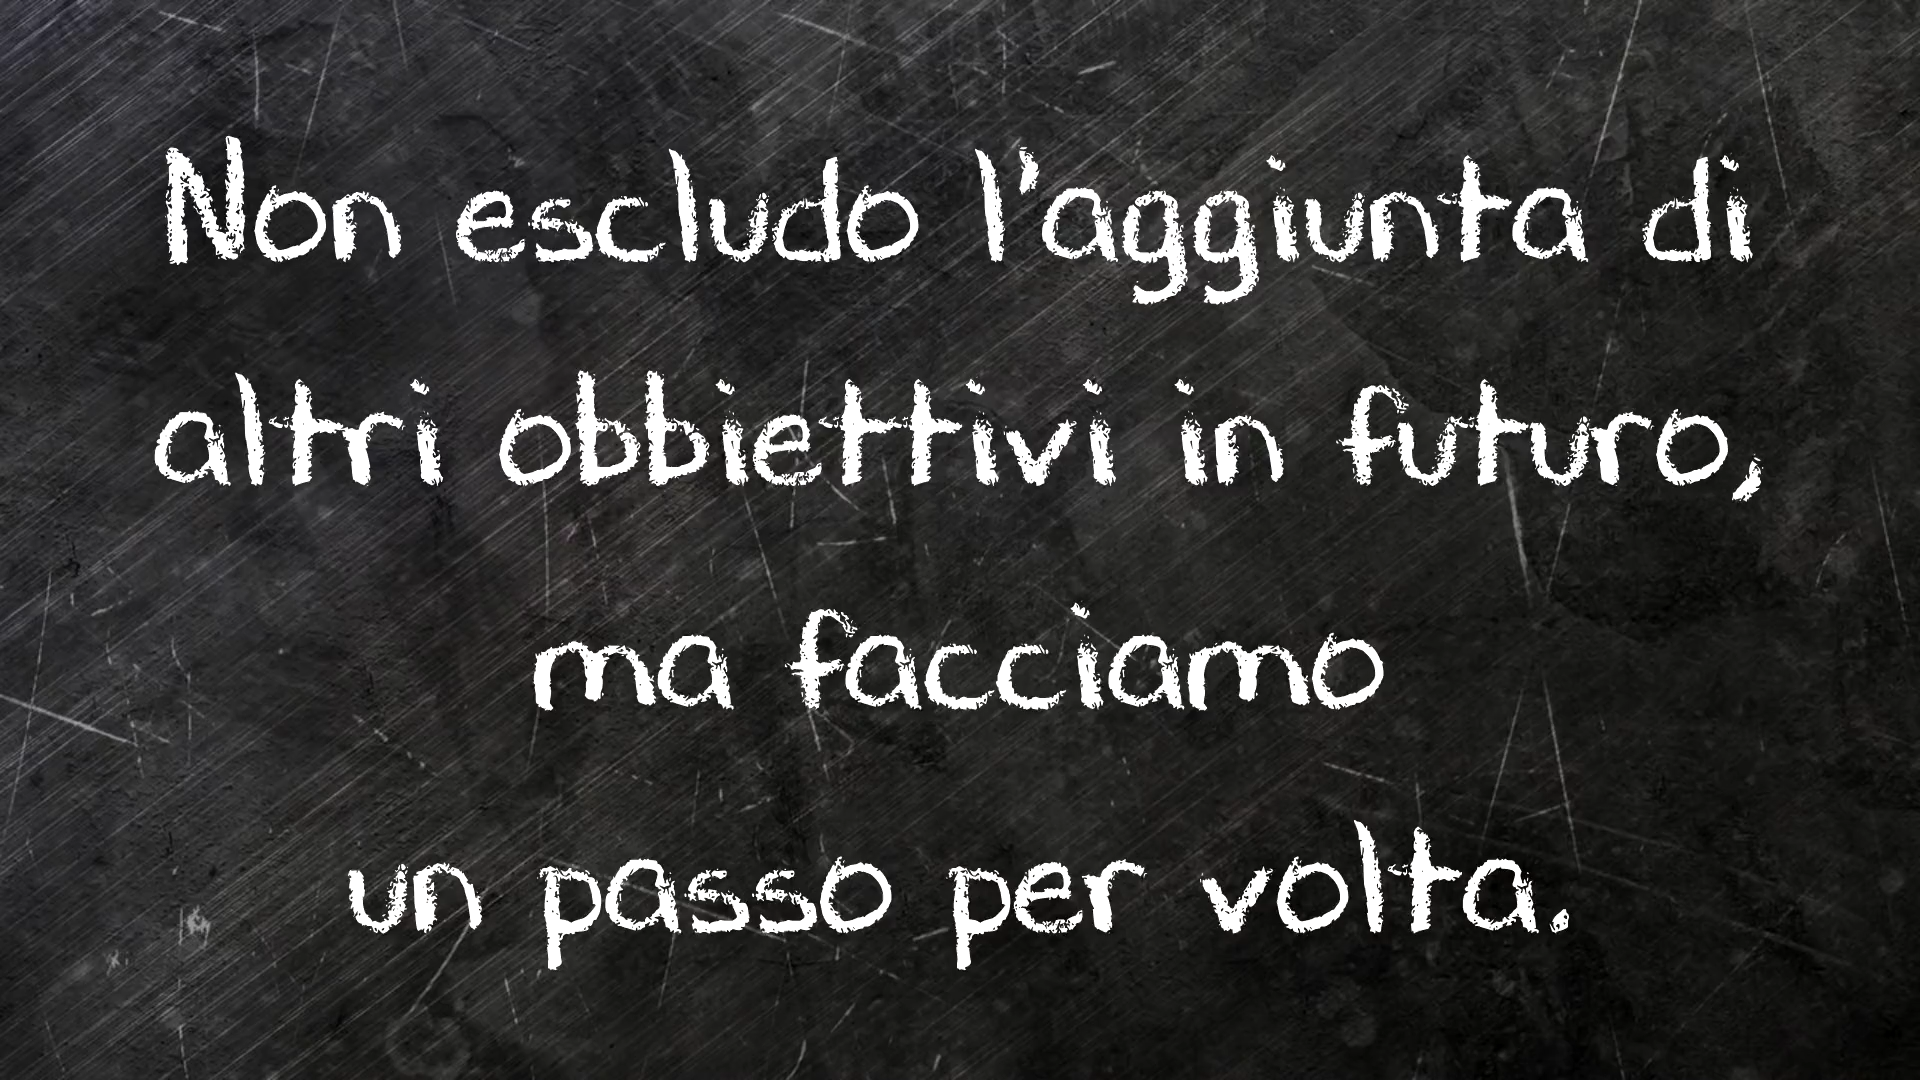 Non escludo l'aggiunta di
altri obbiettivi in futuro,
ma facciamo
un passo per volta.